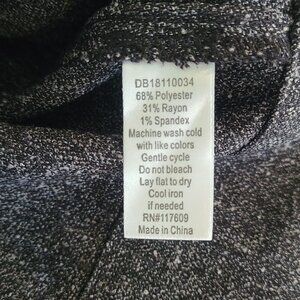 DB18110034
68% Polyester
31% Rayon
1% Spandex
Machine wash cold
with like colors
Gentle cycle
Do not bleach
Lay flat to dry
Cool iron
if needed
RN#117609
Made in China